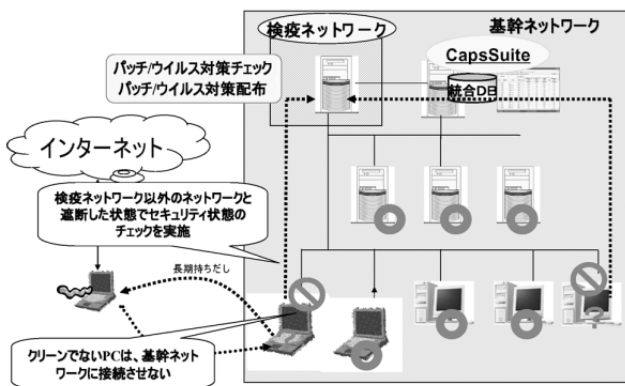 検疫ネットワーク
基幹ネットワーク
CapsSuite
統合DB
パッチ/ウイルス対策チェック
パッチ/ウイルス対策配布
インターネット
検疫ネットワーク以外のネットワークと
遮断した状態でセキュリティ状態の
チェックを実施
長期持ちだし
クリーンでないPCは、基幹ネット
ワークに接続させない